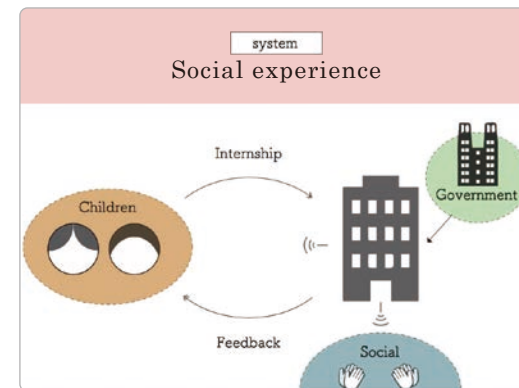 system
Social experience
Internship
Government
Children
Feedback
Social